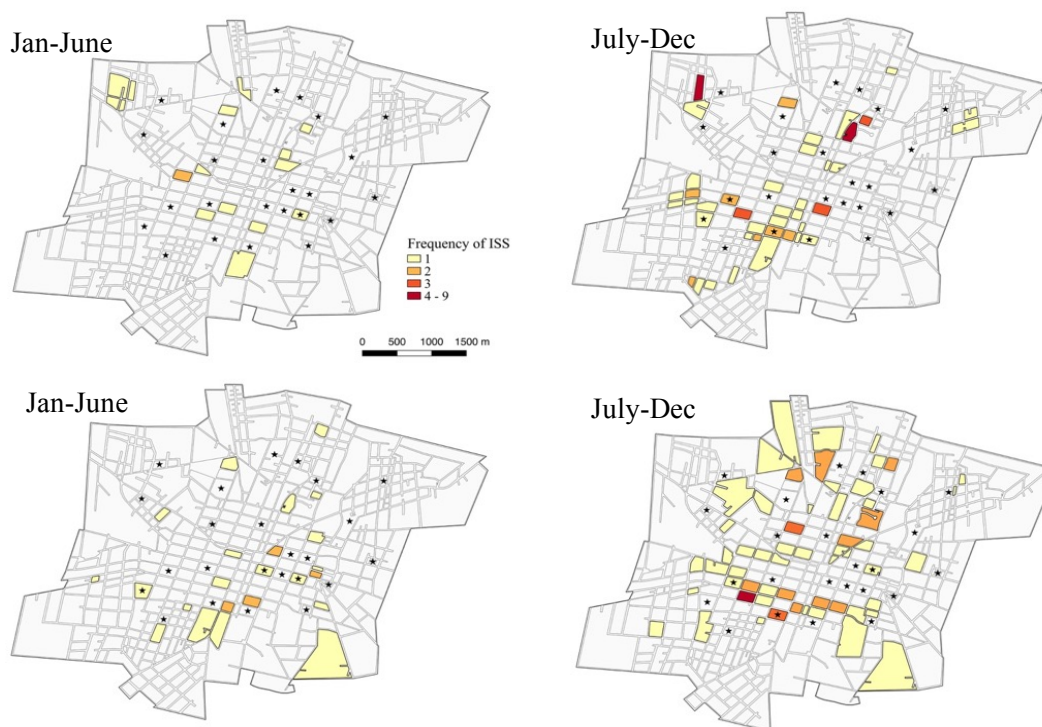 Jan-June
July-Dec
Frequency of ISS
1
2
3
4 - 9
0 500 1000 1500 m
Jan-June
July-Dec